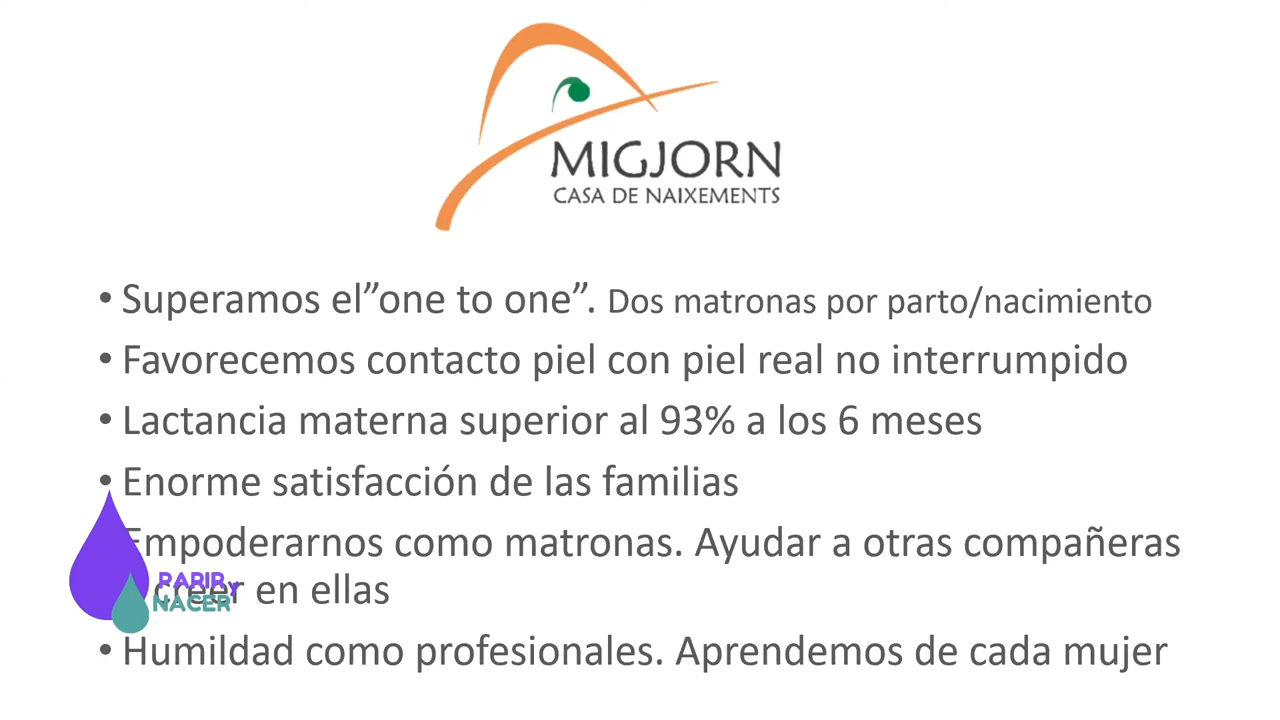 MIGJORN
CASA DE NAIXEMENTS
• Superamos el”one to one”. Dos matronas por parto/nacimiento
• Favorecemos contacto piel con piel real no interrumpido
• Lactancia materna superior al 93% a los 6 meses
• Enorme satisfacción de las familias
Empoderarnos como matronas. Ayudar a otras compañeras
creer en ellas
PARIR Y
NACER
• Humildad como profesionales. Aprendemos de cada mujer